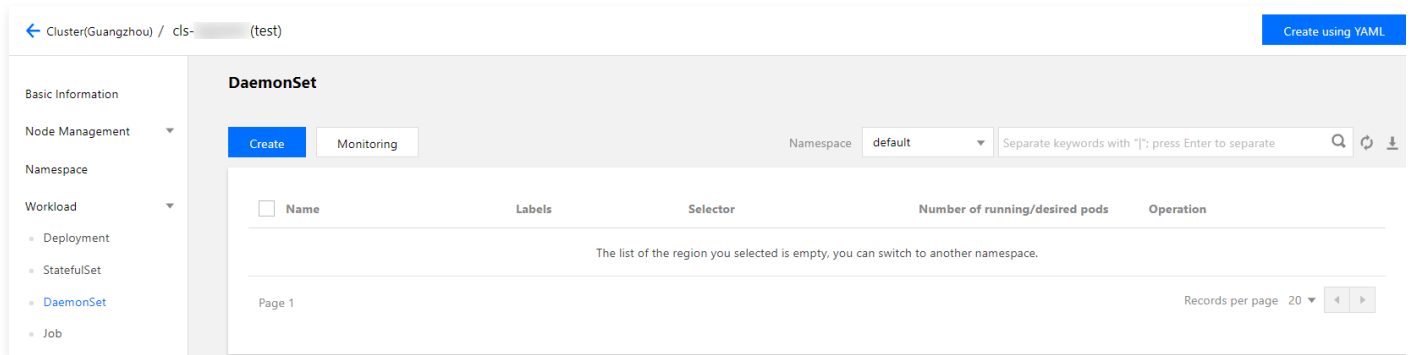 Cluster(Guangzhou) / cls- (test)
Create using YAML
Basic Information
Node Management
Namespace
Workload
Deployment
StatefulSet
DaemonSet
Job
DaemonSet
Create Monitoring Namespace default Separate keywords with "|"; press Enter to separate
Name Labels Selector Number of running/desired pods Operation
The list of the region you selected is empty, you can switch to another namespace.
Page 1 Records per page 20